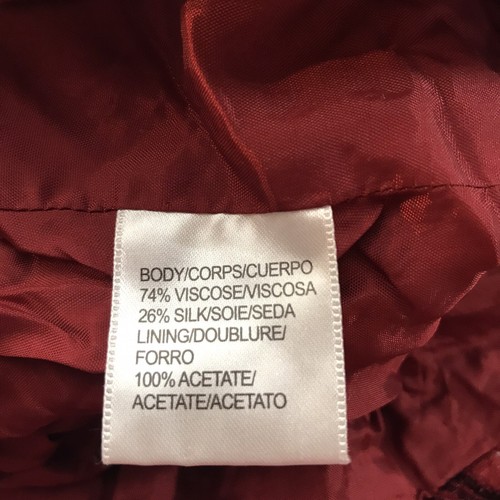 BODY/CORPS/CUERPO
74% VISCOSE/VISCOSA
26% SILK/SOIE/SEDA
LINING/DOUBLURE/
FORRO
100% ACETATE/
ACETATE/ACETATO